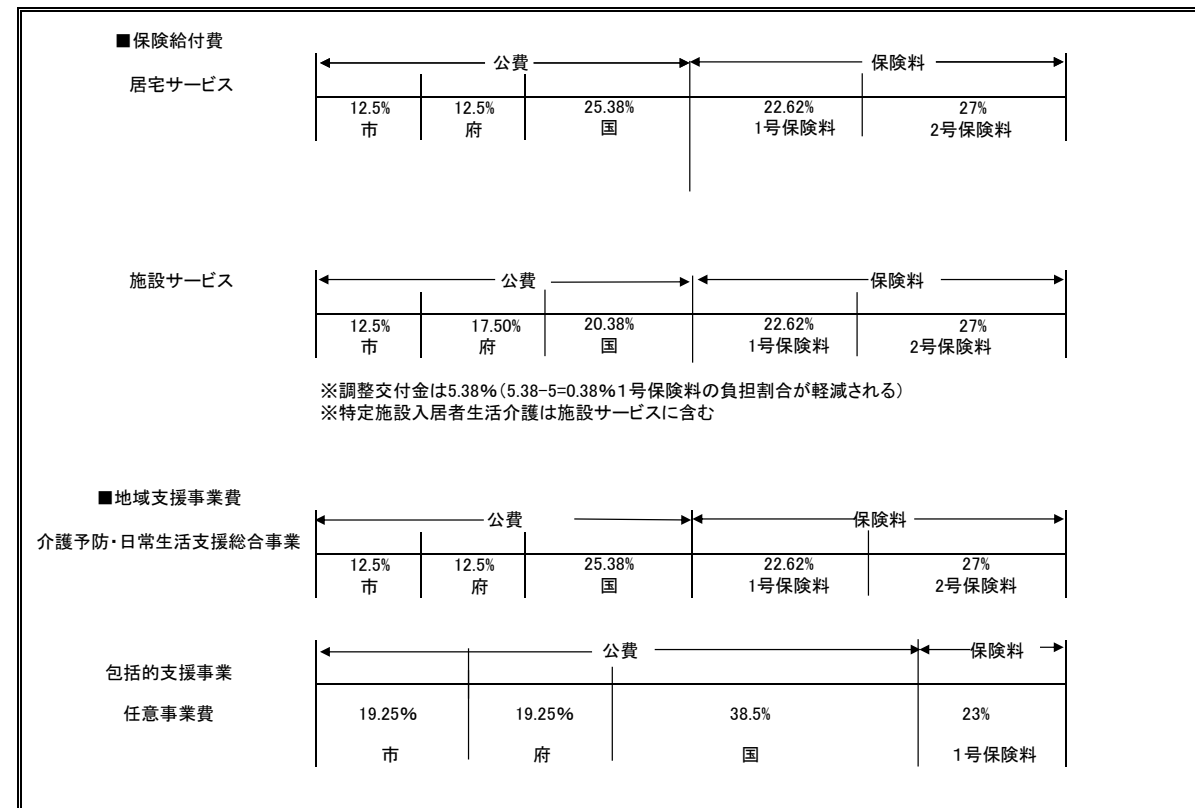 ■保険給付費
公費 保険料
居宅サービス
12.5% 12.5% 25.38% 22.62% 27%
市 府 国 1号保険料 2号保険料
施設サービス 公費 保険料
12.5% 17.50% 20.38% 22.62% 27%
市 府 国 1号保険料 2号保険料
※調整交付金は5.38%(5.38-5=0.38%1号保険料の負担割合が軽減される)
※特定施設入居者生活介護は施設サービスに含む
■地域支援事業費
公費 保険料
介護予防・日常生活支援総合事業
12.5% 12.5% 25.38% 22.62% 27%
市 府 国 1号保険料 2号保険料
公費 保険料
包括的支援事業
任意事業費 19.25% 19.25% 38.5% 23%
市 府 国 1号保険料